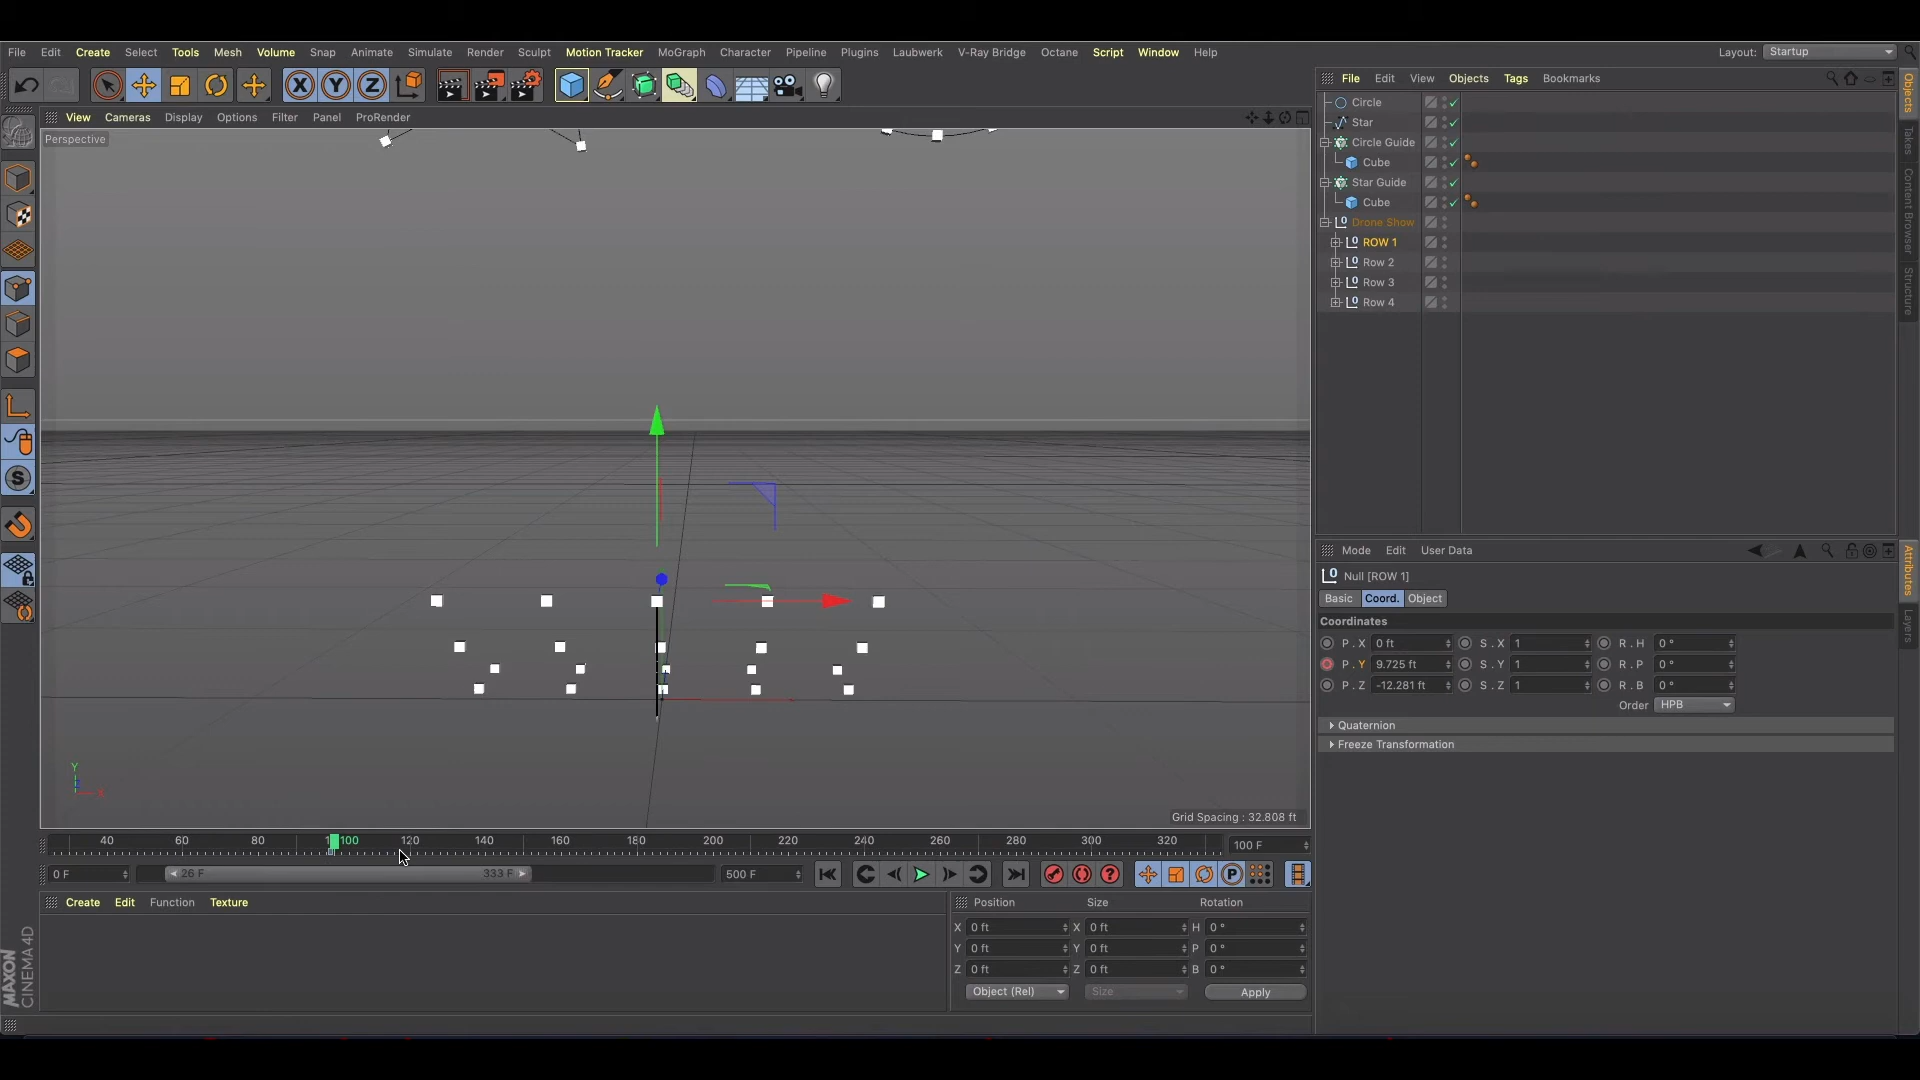 File Edit Create Select Tools Mesh Volume Snap Animate Simulate Render Sculpt Motion Tracker MoGraph Character Pipeline Plugins Laubwerk V-Ray Bridge Octane Script Window Help Layout: Startup
X Y Z
File Edit View Objects Tags Bookmarks
View Cameras Display Options Filter Panel ProRender
Perspective
Circle
Star
Circle Guide
Cube
Star Guide
Cube
Drone Show
ROW 1
Row 2
Row 3
Row 4
Objects
Takes
Content Browser
Structure
Mode Edit User Data
Null [ROW 1]
Basic Coord. Object
Coordinates
P . X 0 ft S . X 1 R . H 0 °
P . Y 9.725 ft S . Y 1 R . P 0 °
P . Z -12.281 ft S . Z 1 R . B 0 °
Order HPB
Quaternion
Freeze Transformation
Attributes
Layers
Y
X
Grid Spacing : 32.808 ft
40 60 80 100 120 140 160 180 200 220 240 260 280 300 320 100 F
0 F 26 F 333 F 500 F P
Create Edit Function Texture
Position Size Rotation
X 0 ft X 0 ft H 0 °
Y 0 ft Y 0 ft P 0 °
Z 0 ft Z 0 ft B 0 °
Object (Rel) Size Apply
MAXON
CINEMA 4D